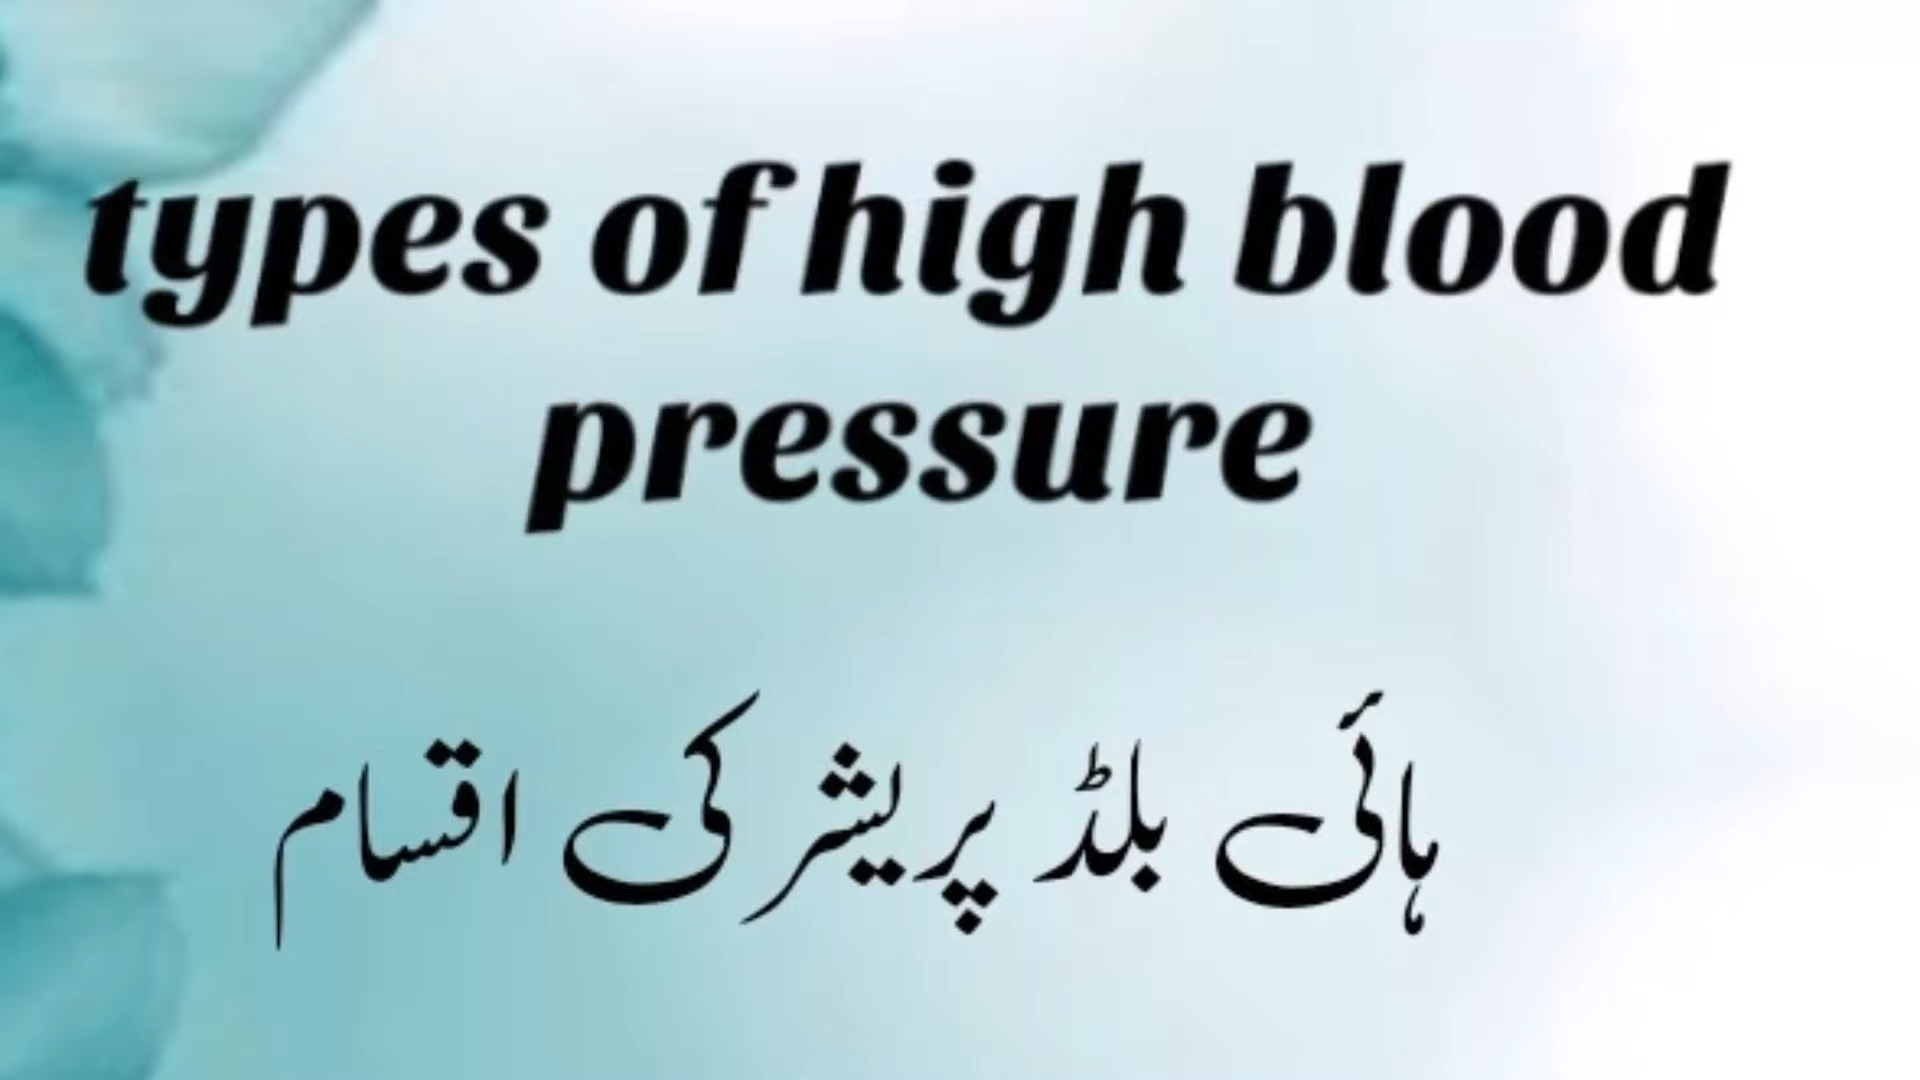 types of high blood
pressure
ہائی بلڈ پریشر کی اقسام